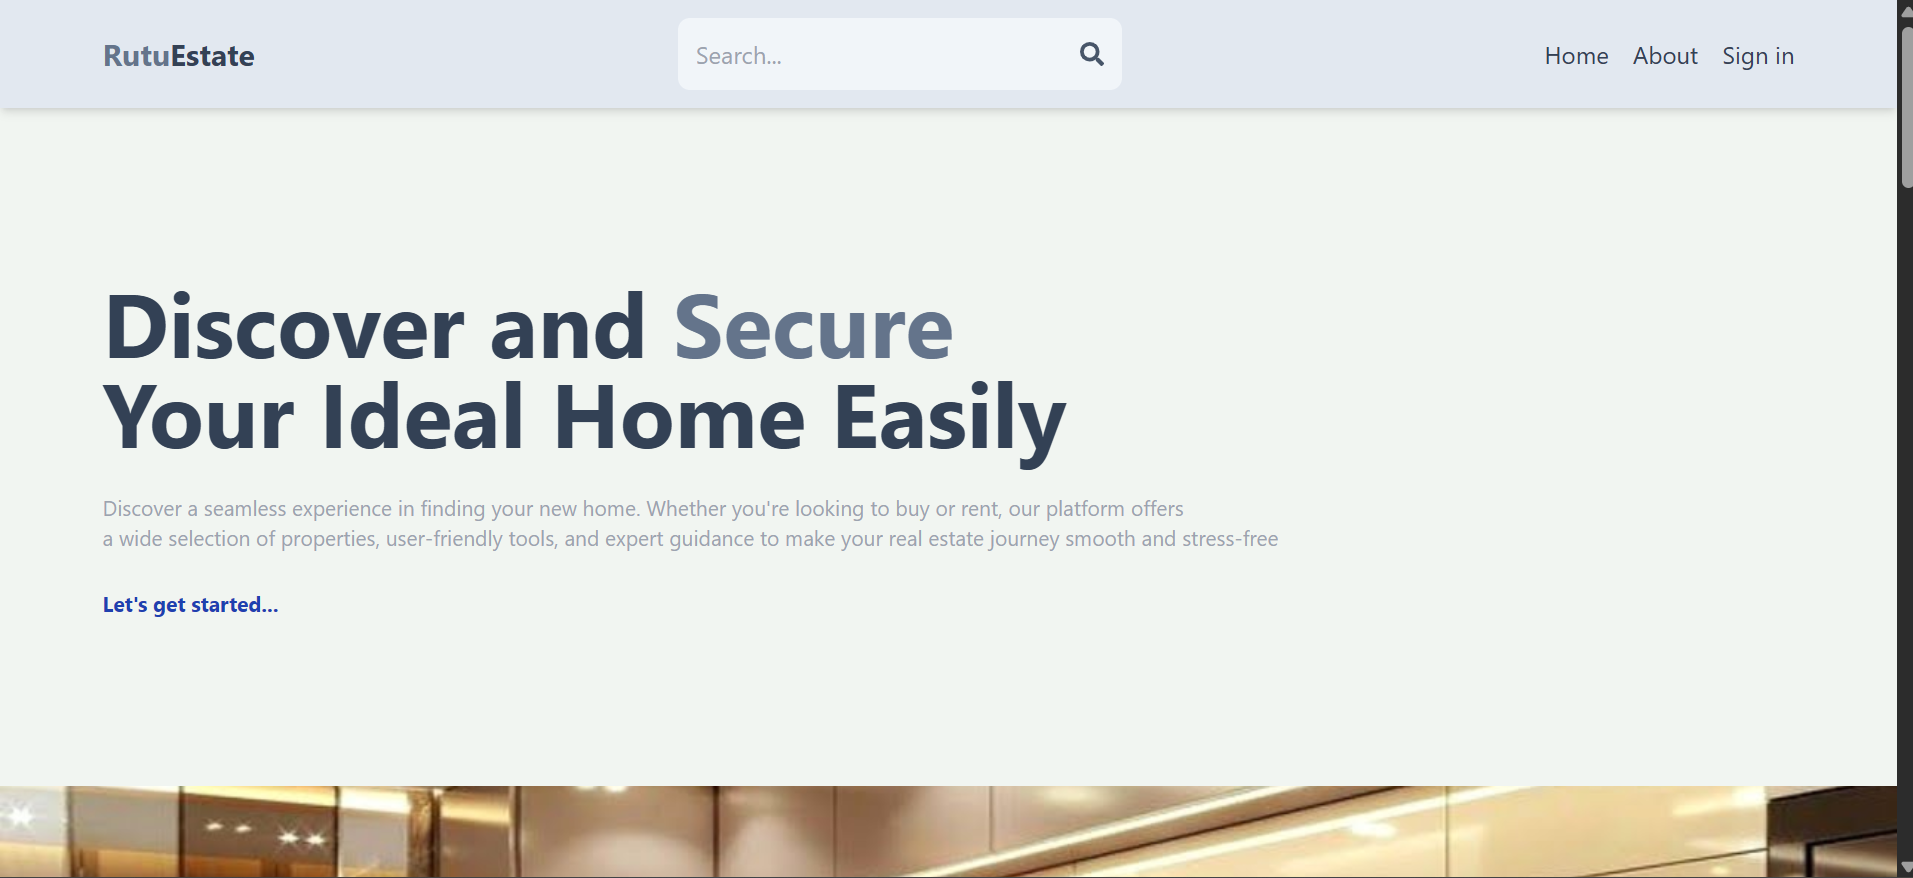 RutuEstate
Search...
Home About Sign in
Discover and Secure
Your Ideal Home Easily
Discover a seamless experience in finding your new home. Whether you're looking to buy or rent, our platform offers
a wide selection of properties, user-friendly tools, and expert guidance to make your real estate journey smooth and stress-free
Let's get started...